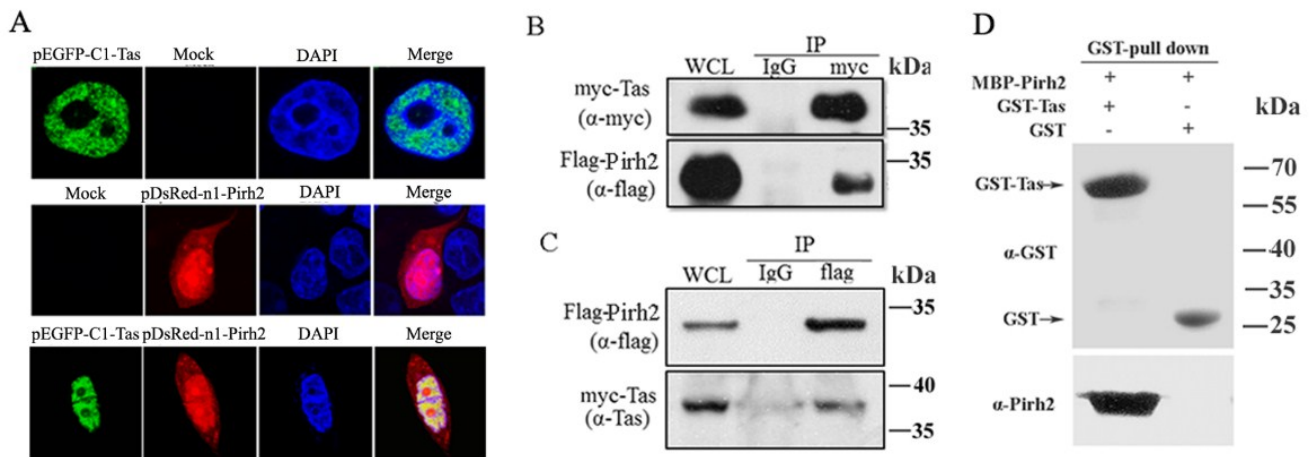 A
pEGFP-C1-Tas Mock DAPI Merge
Mock pDsRed-n1-Pirh2 DAPI Merge
pEGFP-C1-Tas pDsRed-n1-Pirh2 DAPI Merge
B
IP
WCL IgG myc kDa
myc-Tas
(α-myc)
—35
Flag-Pirh2
(α-flag)
—35
C
IP
WCL IgG flag kDa
Flag-Pirh2
(α-flag)
—35
myc-Tas
(α-Tas)
—40
—35
D
GST-pull down
MBP-Pirh2 + +
GST-Tas + -
GST - +
kDa
GST-Tas→
α-GST
GST→
—70
—55
—40
—35
—25
α-Pirh2